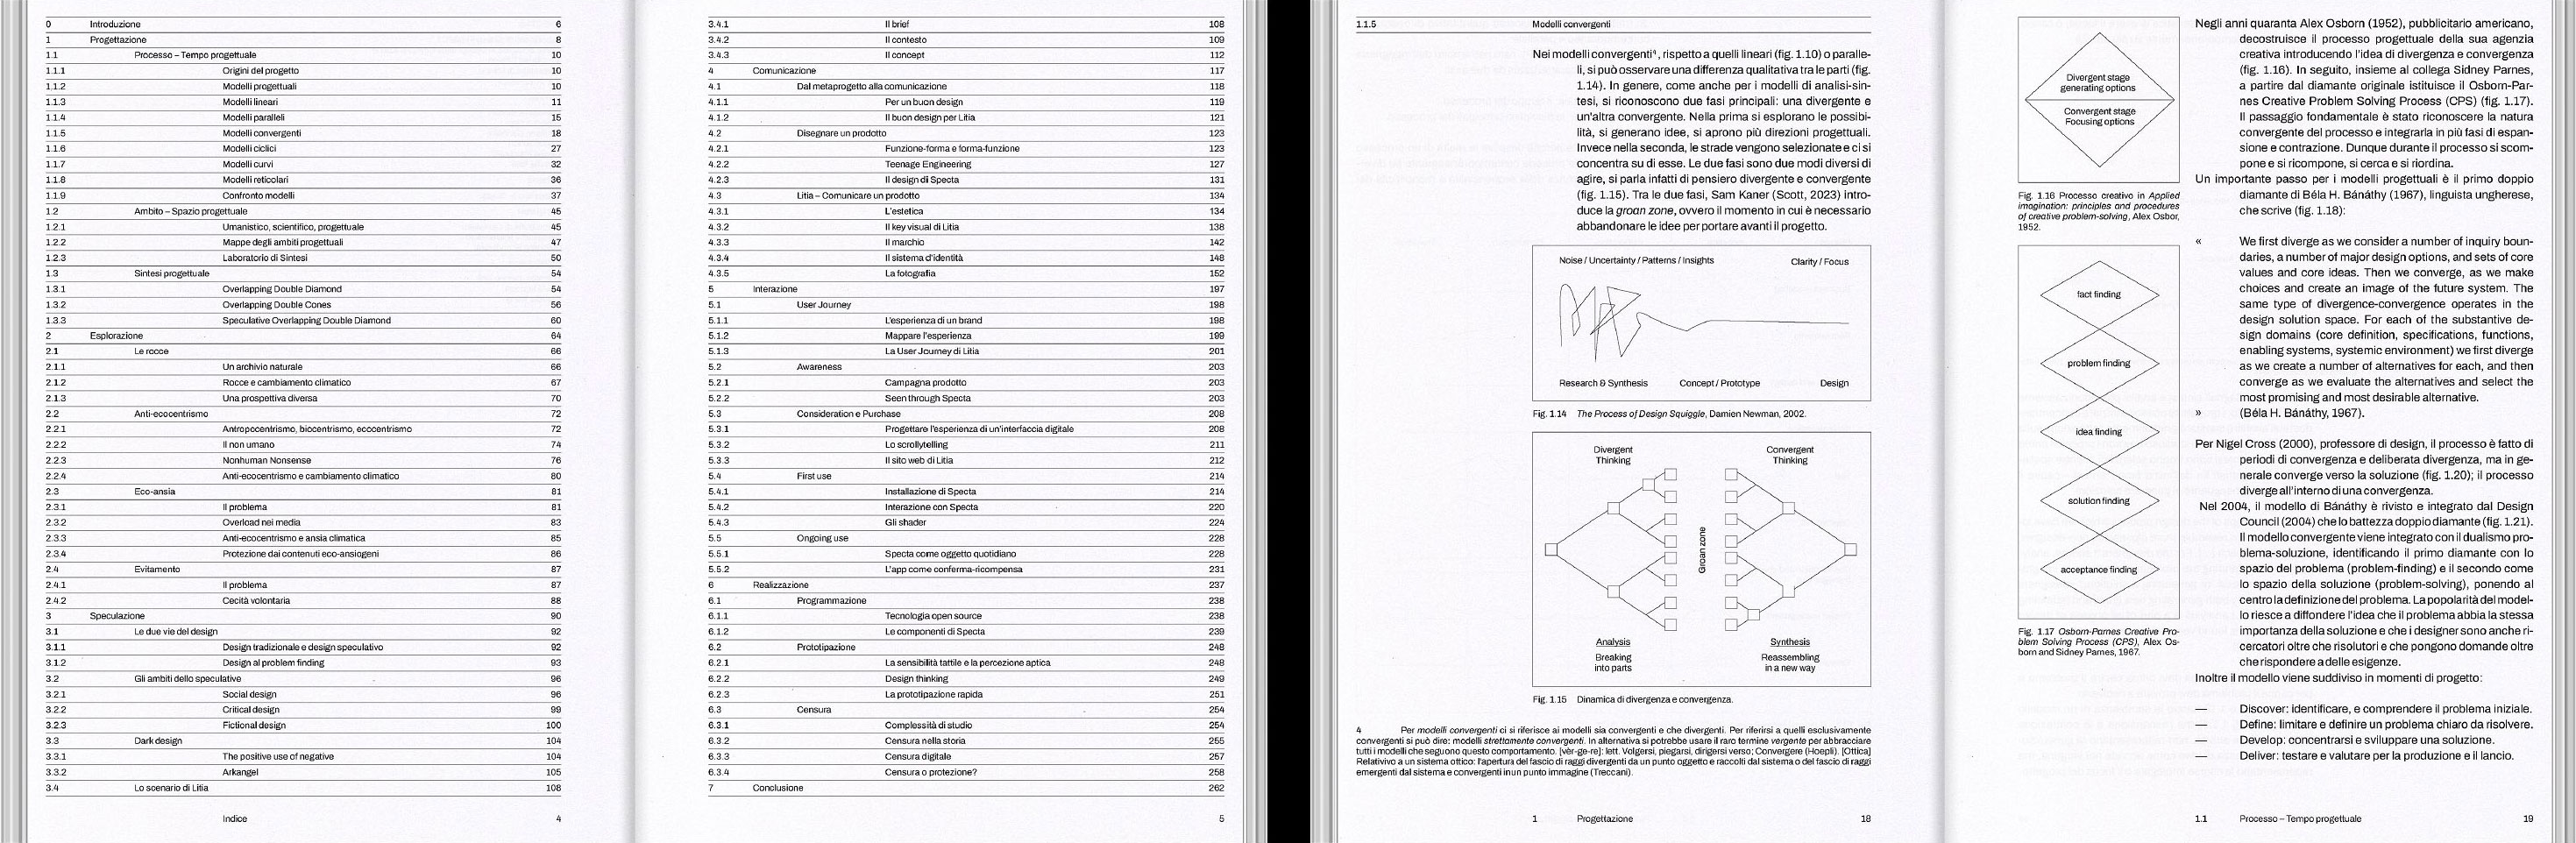 0 Introduzione 6
1 Progettazione 8
1.1 Processo – Tempo progettuale 10
1.1.1 Origini del progetto 10
1.1.2 Modelli progettuali 10
1.1.3 Modelli lineari 11
1.1.4 Modelli paralleli 15
1.1.5 Modelli convergenti 18
1.1.6 Modelli ciclici 27
1.1.7 Modelli curvi 32
1.1.8 Modelli reticolari 36
1.1.9 Confronto modelli 37
1.2 Ambito – Spazio progettuale 45
1.2.1 Umanistico, scientifico, progettuale 45
1.2.2 Mappe degli ambiti progettuali 47
1.2.3 Laboratorio di Sintesi 50
1.3 Sintesi progettuale 54
1.3.1 Overlapping Double Diamond 54
1.3.2 Overlapping Double Cones 56
1.3.3 Speculative Overlapping Double Diamond 60
2 Esplorazione 64
2.1 Le rocce 66
2.1.1 Un archivio naturale 66
2.1.2 Rocce e cambiamento climatico 67
2.1.3 Una prospettiva diversa 70
2.2 Anti-ecocentrismo 72
2.2.1 Antropocentrismo, biocentrismo, ecocentrismo 72
2.2.2 Il non umano 74
2.2.3 Nonhuman Nonsense 76
2.2.4 Anti-ecocentrismo e cambiamento climatico 80
2.3 Eco-ansia 81
2.3.1 Il problema 81
2.3.2 Overload nei media 83
2.3.3 Anti-ecocentrismo e ansia climatica 85
2.3.4 Protezione dai contenuti eco-ansiogeni 86
2.4 Evitamento 87
2.4.1 Il problema 87
2.4.2 Cecità volontaria 88
3 Speculazione 90
3.1 Le due vie del design 92
3.1.1 Design tradizionale e design speculativo 92
3.1.2 Design al problem finding 93
3.2 Gli ambiti dello speculative 96
3.2.1 Social design 96
3.2.2 Critical design 99
3.2.3 Fictional design 100
3.3 Dark design 104
3.3.1 The positive use of negative 104
3.3.2 Arkangel 105
3.4 Lo scenario di Litia 108
Indice 4
3.4.1 Il brief 108
3.4.2 Il contesto 109
3.4.3 Il concept 112
4 Comunicazione 117
4.1 Dal metaprogetto alla comunicazione 118
4.1.1 Per un buon design 119
4.1.2 Il buon design per Litia 121
4.2 Disegnare un prodotto 123
4.2.1 Funzione-forma e forma-funzione 123
4.2.2 Teenage Engineering 127
4.2.3 Il design di Specta 131
4.3 Litia – Comunicare un prodotto 134
4.3.1 L'estetica 134
4.3.2 Il key visual di Litia 138
4.3.3 Il marchio 142
4.3.4 Il sistema d'identità 148
4.3.5 La fotografia 152
5 Interazione 197
5.1 User Journey 198
5.1.1 L'esperienza di un brand 198
5.1.2 Mappare l'esperienza 199
5.1.3 La User Journey di Litia 201
5.2 Awareness 203
5.2.1 Campagna prodotto 203
5.2.2 Seen through Specta 203
5.3 Consideration e Purchase 208
5.3.1 Progettare l'esperienza di un'interfaccia digitale 208
5.3.2 Lo scrollytelling 211
5.3.3 Il sito web di Litia 212
5.4 First use 214
5.4.1 Installazione di Specta 214
5.4.2 Interazione con Specta 220
5.4.3 Gli shader 224
5.5 Ongoing use 228
5.5.1 Specta come oggetto quotidiano 228
5.5.2 L'app come conferma-ricompensa 231
6 Realizzazione 237
6.1 Programmazione 238
6.1.1 Tecnologia open source 238
6.1.2 Le componenti di Specta 239
6.2 Prototipazione 248
6.2.1 La sensibilità tattile e la percezione aptica 248
6.2.2 Design thinking 249
6.2.3 La prototipazione rapida 251
6.3 Censura 254
6.3.1 Complessità di studio 254
6.3.2 Censura nella storia 255
6.3.3 Censura digitale 257
6.3.4 Censura o protezione? 258
7 Conclusione 262
5
1.1.5 Modelli convergenti
Nei modelli convergenti⁴, rispetto a quelli lineari (fig. 1.10) o paralle-
li, si può osservare una differenza qualitativa tra le parti (fig.
1.14). In genere, come anche per i modelli di analisi-sin-
tesi, si riconoscono due fasi principali: una divergente e
un'altra convergente. Nella prima si esplorano le possibi-
lità, si generano idee, si aprono più direzioni progettuali.
Invece nella seconda, le strade vengono selezionate e ci si
concentra su di esse. Le due fasi sono due modi diversi di
agire, si parla infatti di pensiero divergente e convergente
(fig. 1.15). Tra le due fasi, Sam Kaner (Scott, 2023) intro-
duce la groan zone, ovvero il momento in cui è necessario
abbandonare le idee per portare avanti il progetto.
Noise / Uncertainty / Patterns / Insights Clarity / Focus
Research & Synthesis Concept / Prototype Design
Fig. 1.14 The Process of Design Squiggle, Damien Newman, 2002.
Divergent Thinking
Convergent Thinking
Groan zone
Analysis
Breaking
into parts
Synthesis
Reassembling
in a new way
Fig. 1.15 Dinamica di divergenza e convergenza.
4 Per modelli convergenti ci si riferisce ai modelli sia convergenti e che divergenti. Per riferirsi a quelli esclusivamente
convergenti si può dire: modelli strettamente convergenti. In alternativa si potrebbe usare il raro termine vergente per abbracciare
tutti i modelli che seguono questo comportamento. [vèr-ge-re]: lett. Volgersi, piegarsi, dirigersi verso; Convergere (Hoepli). [Ottica]
Relativivo a un sistema ottico: l'apertura del fascio di raggi divergenti da un punto oggetto e raccolti dal sistema o del fascio di raggi
emergenti dal sistema e convergenti inun punto immagine (Treccani).
1 Progettazione 18
Divergent stage
generating options
Convergent stage
Focusing options
Fig. 1.16 Processo creativo in Applied
imagination: principles and procedures
of creative problem-solving, Alex Osbor,
1952.
fact finding
problem finding
idea finding
solution finding
acceptance finding
Fig. 1.17 Osborn-Parnes Creative Pro-
blem Solving Process (CPS), Alex Os-
born and Sidney Parnes, 1967.
Negli anni quaranta Alex Osborn (1952), pubblicitario americano,
decostruisce il processo progettuale della sua agenzia
creativa introducendo l'idea di divergenza e convergenza
(fig. 1.16). In seguito, insieme al collega Sidney Parnes,
a partire dal diamante originale istituisce il Osborn-Par-
nes Creative Problem Solving Process (CPS) (fig. 1.17).
Il passaggio fondamentale è stato riconoscere la natura
convergente del processo e integrarla in più fasi di espan-
sione e contrazione. Dunque durante il processo si scom-
pone e si ricompone, si cerca e si riordina.
Un importante passo per i modelli progettuali è il primo doppio
diamante di Béla H. Bánáthy (1967), linguista ungherese,
che scrive (fig. 1.18):
« We first diverge as we consider a number of inquiry boun-
daries, a number of major design options, and sets of core
values and core ideas. Then we converge, as we make
choices and create an image of the future system. The
same type of divergence-convergence operates in the
design solution space. For each of the substantive de-
sign domains (core definition, specifications, functions,
enabling systems, systemic environment) we first diverge
as we create a number of alternatives for each, and then
converge as we evaluate the alternatives and select the
most promising and most desirable alternative.
» (Béla H. Bánáthy, 1967).
Per Nigel Cross (2000), professore di design, il processo è fatto di
periodi di convergenza e deliberata divergenza, ma in ge-
nerale converge verso la soluzione (fig. 1.20); il processo
diverge all'interno di una convergenza.
Nel 2004, il modello di Bánáthy è rivisto e integrato dal Design
Council (2004) che lo battezza doppio diamante (fig. 1.21).
Il modello convergente viene integrato con il dualismo pro-
blema-soluzione, identificando il primo diamante con lo
spazio del problema (problem-finding) e il secondo come
lo spazio della soluzione (problem-solving), ponendo al
centro la definizione del problema. La popolarità del model-
lo riesce a diffondere l'idea che il problema abbia la stessa
importanza della soluzione e che i designer sono anche ri-
cercatori oltre che risolutori e che pongono domande oltre
che rispondere a delle esigenze.
Inoltre il modello viene suddiviso in momenti di progetto:
— Discover: identificare, e comprendere il problema iniziale.
— Define: limitare e definire un problema chiaro da risolvere.
— Develop: concentrarsi e sviluppare una soluzione.
— Deliver: testare e valutare per la produzione e il lancio.
1.1 Processo – Tempo progettuale 19